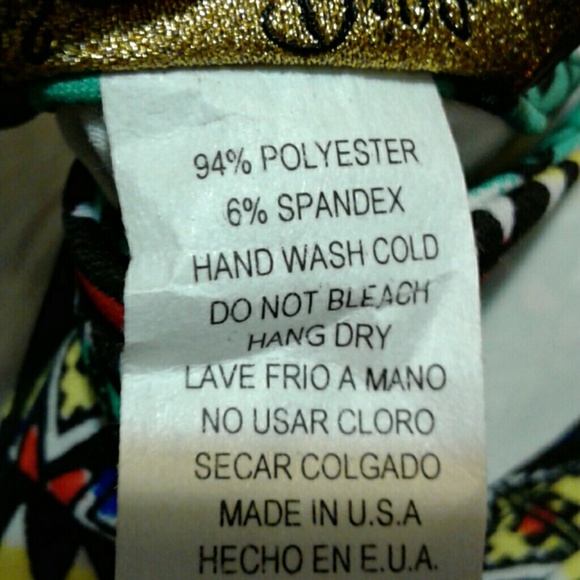 94% POLYESTER
6% SPANDEX
HAND WASH COLD
DO NOT BLEACH
HANG DRY
LAVE FRIO A MANO
NO USAR CLORO
SECAR COLGADO
MADE IN U.S.A
HECHO EN E.U.A.